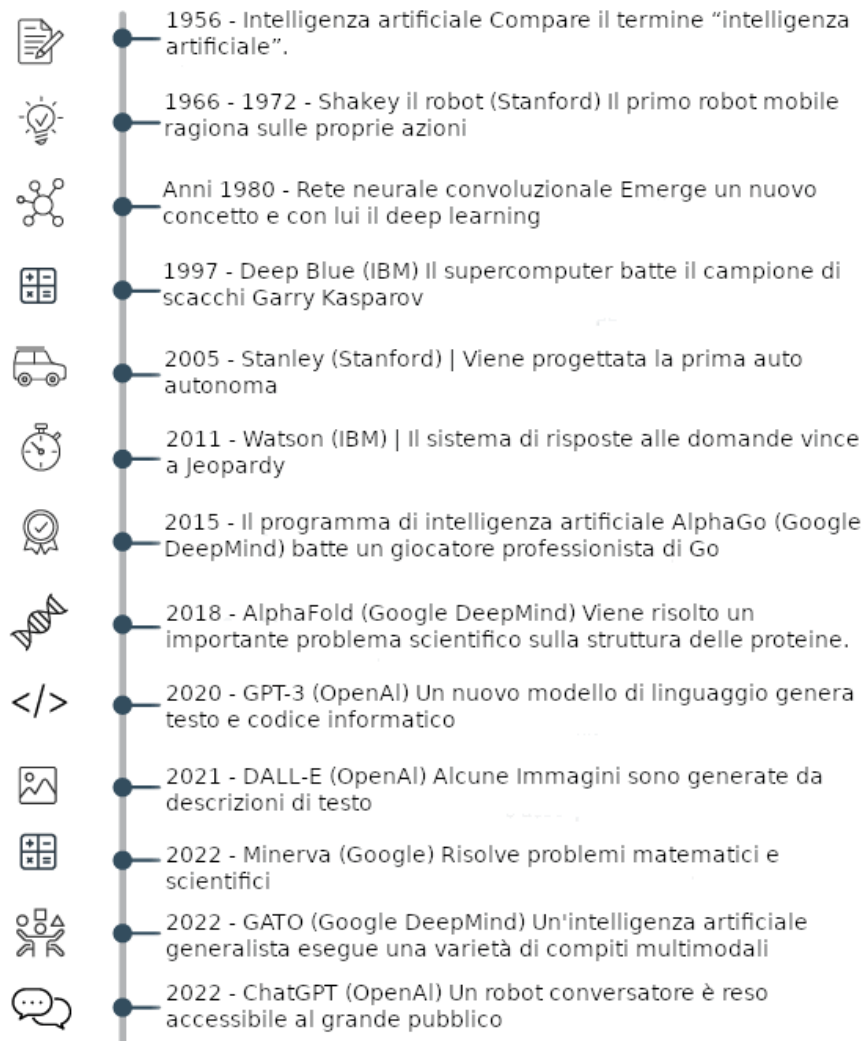 1956 - Intelligenza artificiale Compare il termine “intelligenza
artificiale”.
1966 - 1972 - Shakey il robot (Stanford) Il primo robot mobile
ragiona sulle proprie azioni
Anni 1980 - Rete neurale convoluzionale Emerge un nuovo
concetto e con lui il deep learning
1997 - Deep Blue (IBM) Il supercomputer batte il campione di
scacchi Garry Kasparov
2005 - Stanley (Stanford) | Viene progettata la prima auto
autonoma
2011 - Watson (IBM) | Il sistema di risposte alle domande vince
a Jeopardy
2015 - Il programma di intelligenza artificiale AlphaGo (Google
DeepMind) batte un giocatore professionista di Go
2018 - AlphaFold (Google DeepMind) Viene risolto un
importante problema scientifico sulla struttura delle proteine.
</>
2020 - GPT-3 (OpenAl) Un nuovo modello di linguaggio genera
testo e codice informatico
2021 - DALL-E (OpenAl) Alcune Immagini sono generate da
descrizioni di testo
2022 - Minerva (Google) Risolve problemi matematici e
scientifici
2022 - GATO (Google DeepMind) Un'intelligenza artificiale
generalista esegue una varietà di compiti multimodali
2022 - ChatGPT (OpenAl) Un robot conversatore è reso
accessibile al grande pubblico